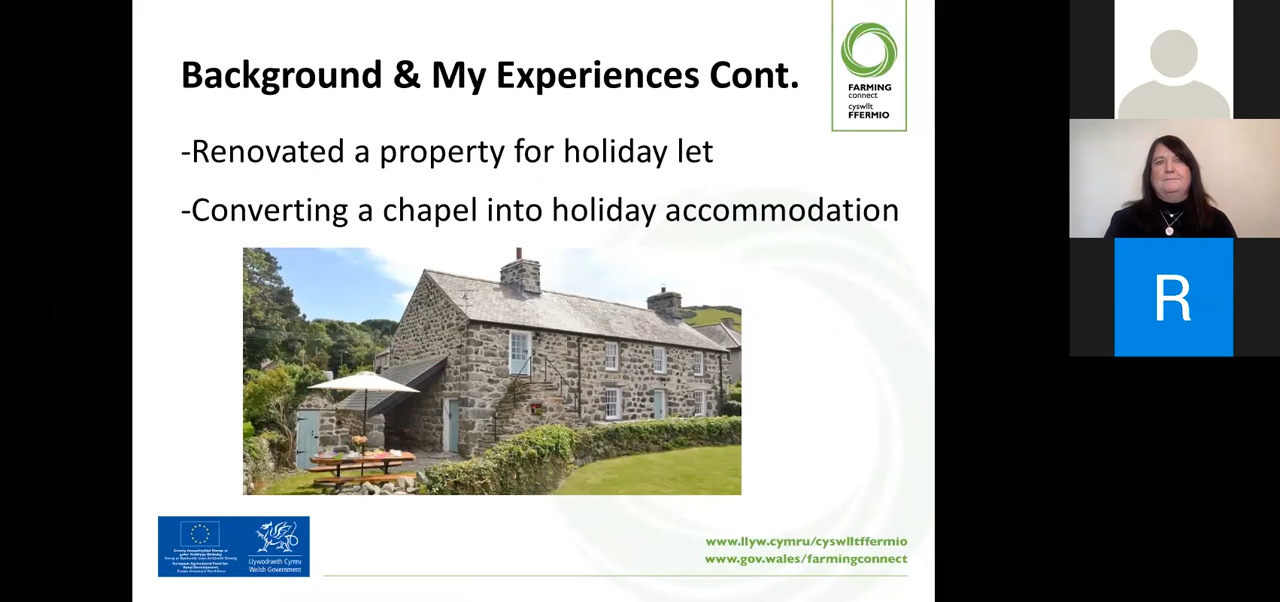 Background & My Experiences Cont.
FARMING
connect
cyswllt
FFERMIO
-Renovated a property for holiday let
-Converting a chapel into holiday accommodation
R
Llywodraeth Cymru
Welsh Government
www.llyw.cymru/cyswlltffermio
www.gov.wales/farmingconnect